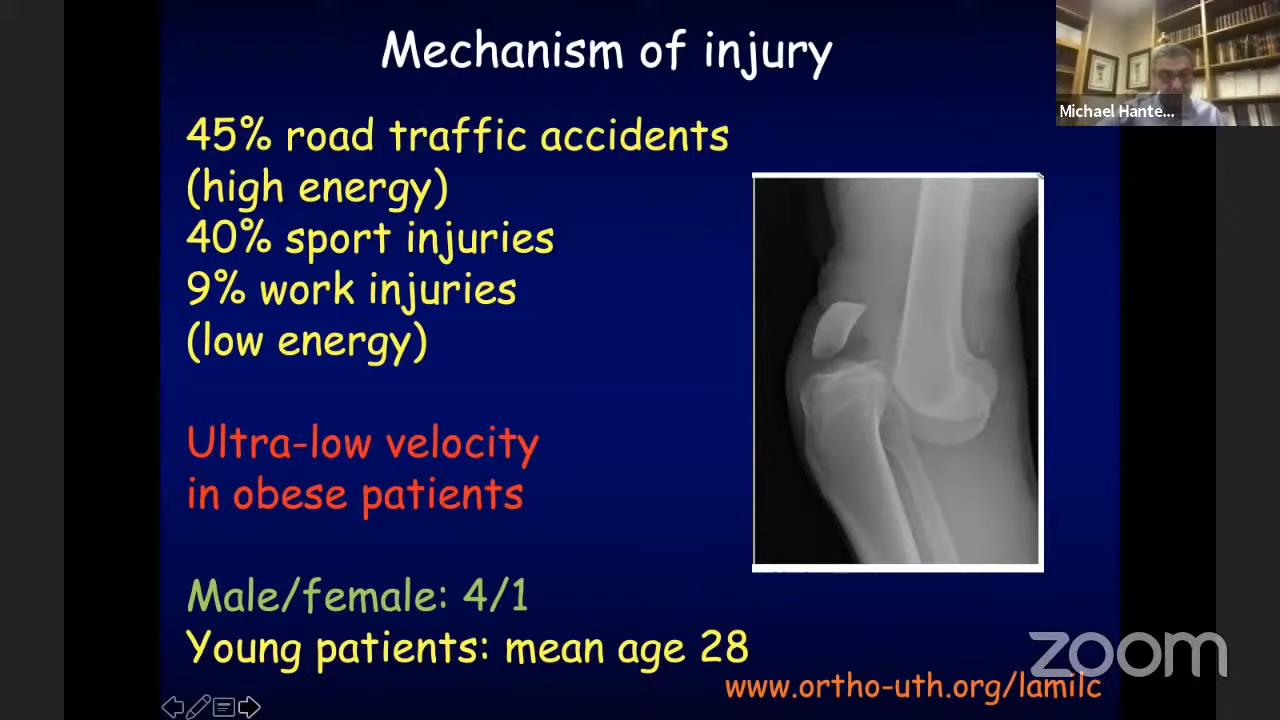 Mechanism of injury
Michael Hante...
45% road traffic accidents
(high energy)
40% sport injuries
9% work injuries
(low energy)
Ultra-low velocity
in obese patients
Male/female: 4/1
Young patients: mean age 28
zoom
www.ortho-uth.org/lamilc